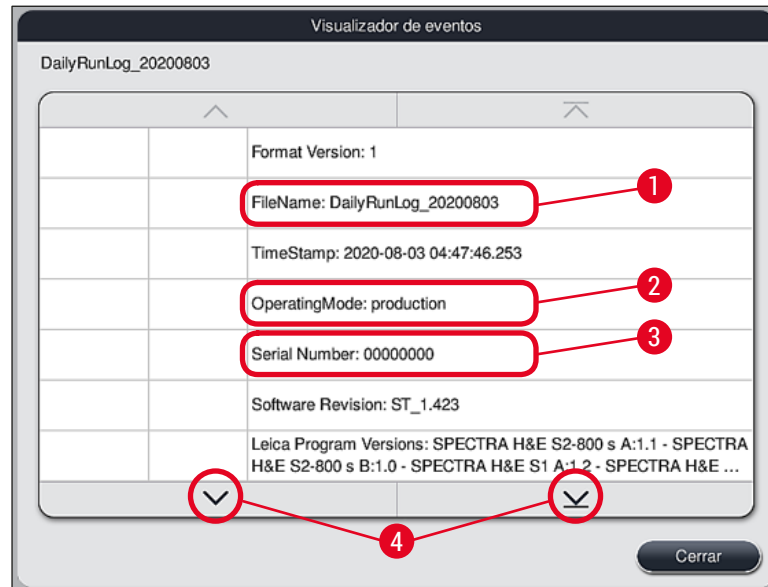 Visualizador de eventos
DailyRunLog_20200803
Format Version: 1
FileName: DailyRunLog_20200803
1
TimeStamp: 2020-08-03 04:47:46.253
OperatingMode: production
2
Serial Number: 00000000
3
Software Revision: ST_1.423
Leica Program Versions: SPECTRA H&E S2-800 s A:1.1 - SPECTRA
H&E S2-800 s B:1.0 - SPECTRA H&E S1 A:1.2 - SPECTRA H&E ...
4
Cerrar